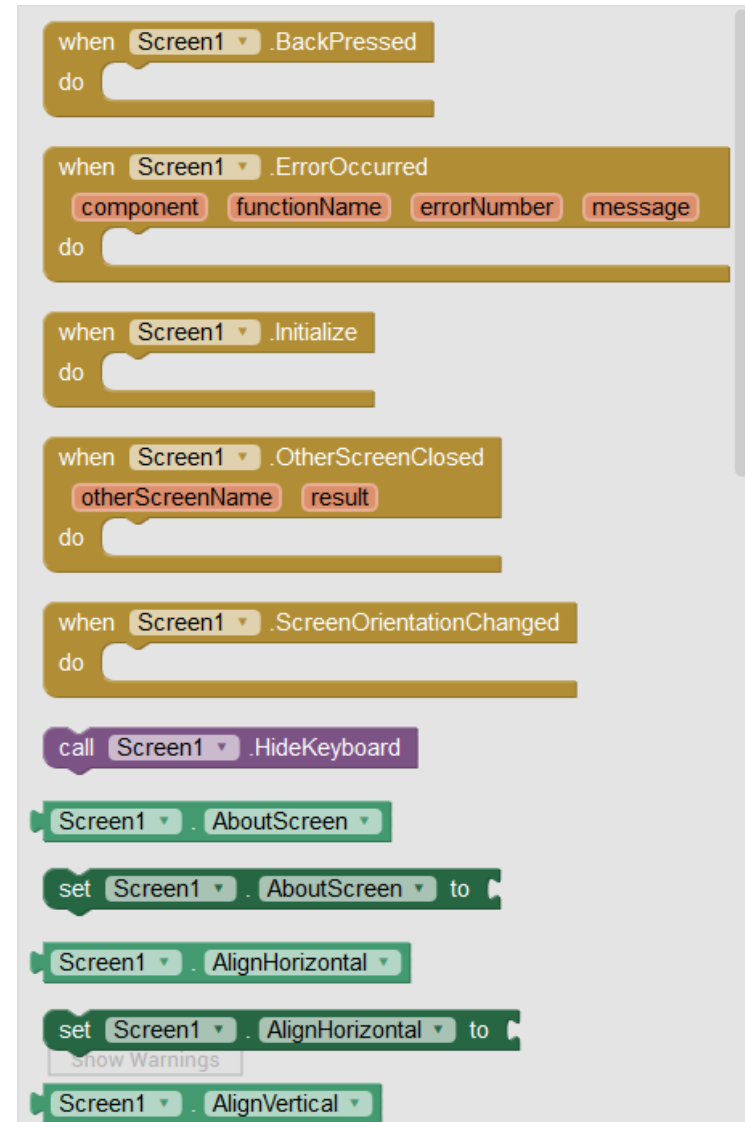 when Screen1 .BackPressed
do
when Screen1 .ErrorOccurred
component functionName errorNumber message
do
when Screen1 .Initialize
do
when Screen1 .OtherScreenClosed
otherScreenName result
do
when Screen1 .ScreenOrientationChanged
do
call Screen1 .HideKeyboard
Screen1 . AboutScreen
set Screen1 . AboutScreen to
Screen1 . AlignHorizontal
set Screen1 . AlignHorizontal to
Show Warnings
Screen1 . AlignVertical